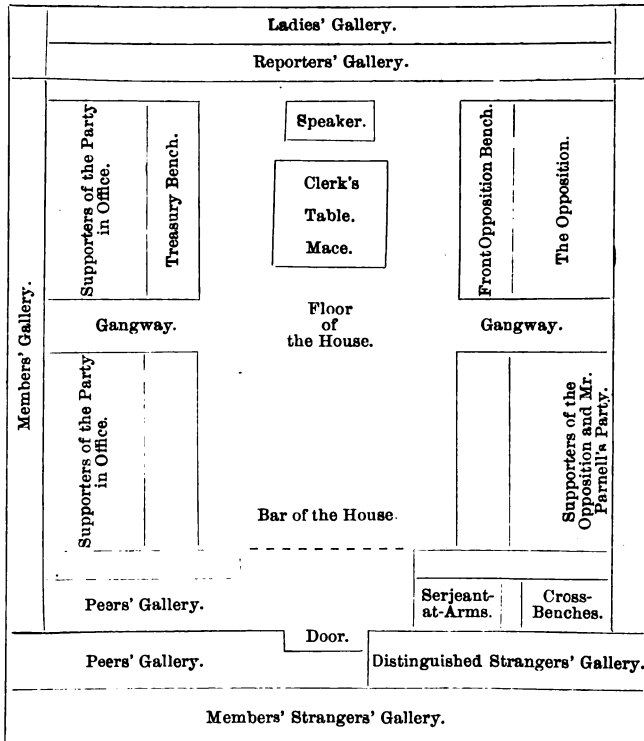 Ladies' Gallery.
Reporters' Gallery.
Members' Gallery.
Supporters of the Party
in Office.
Treasury Bench.
Speaker.
Clerk's
Table.
Mace.
Front Opposition Bench.
The Opposition.
Gangway.
Floor
of
the House.
Gangway.
Supporters of the Party
in Office.
Supporters of the
Opposition and Mr.
Parnell's Party.
Bar of the House.
Peers' Gallery.
Serjeant-
at-Arms.
Cross-
Benches.
Door.
Peers' Gallery.
Distinguished Strangers' Gallery.
Members' Strangers' Gallery.